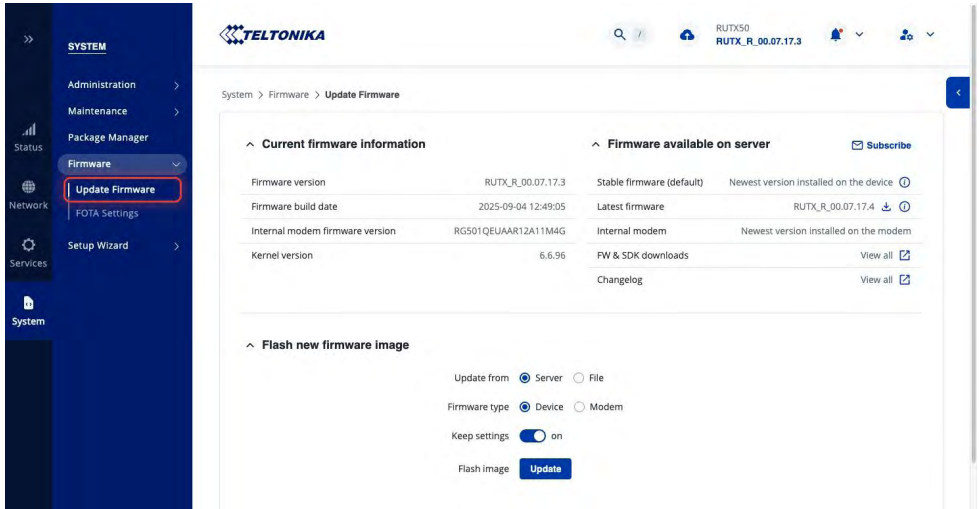 TELTONIKA
/
RUTX50
RUTX_R_00.07.17.3
SYSTEM
Administration
Maintenance
Package Manager
Firmware
Update Firmware
FOTA Settings
Setup Wizard
Status
Network
Services
System
System > Firmware > Update Firmware
Current firmware information
Firmware version RUTX_R_00.07.17.3
Firmware build date 2025-09-04 12:49:05
Internal modem firmware version RG501QEUAAR12A11M4G
Kernel version 6.6.96
Firmware available on server Subscribe
Stable firmware (default) Newest version installed on the device
Latest firmware RUTX_R_00.07.17.4
Internal modem Newest version installed on the modem
FW & SDK downloads View all
Changelog View all
Flash new firmware image
Update from Server File
Firmware type Device Modem
Keep settings on
Flash image Update